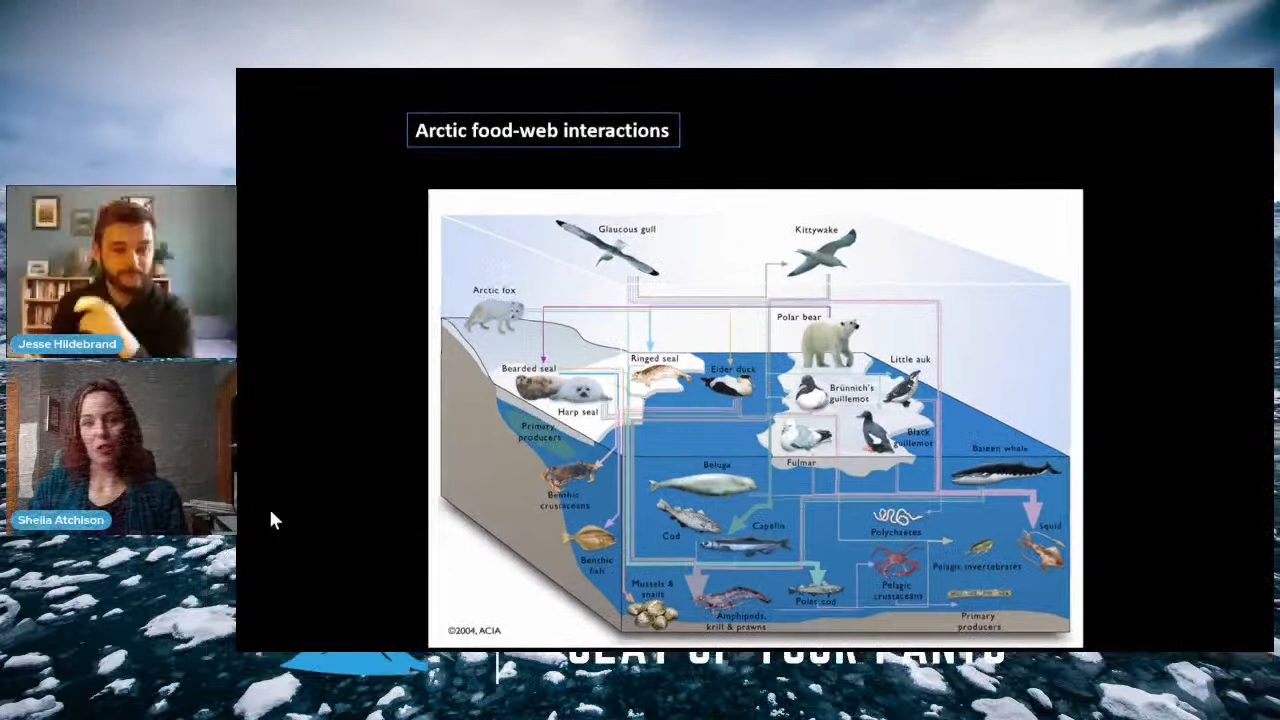 Arctic food-web interactions
Glaucous gull
Kittywake
Arctic fox
Polar bear
Ringed seal
Little auk
Bearded seal
Eider duck
Brünnich's
guillemot
Harp seal
Primary
producers
Black
guillemot
Fulmar
Baleen whale
Beluga
Benthic
crustaceans
Cod
Capelin
Polychaetes
Squid
Benthic
fish
Pelagic invertebrates
Mussels &
snails
Pelagic
crustaceans
Polar cod
Amphipods,
krill & prawns
Primary
producers
©2004, ACIA
Jesse Hildebrand
Sheila Atchison